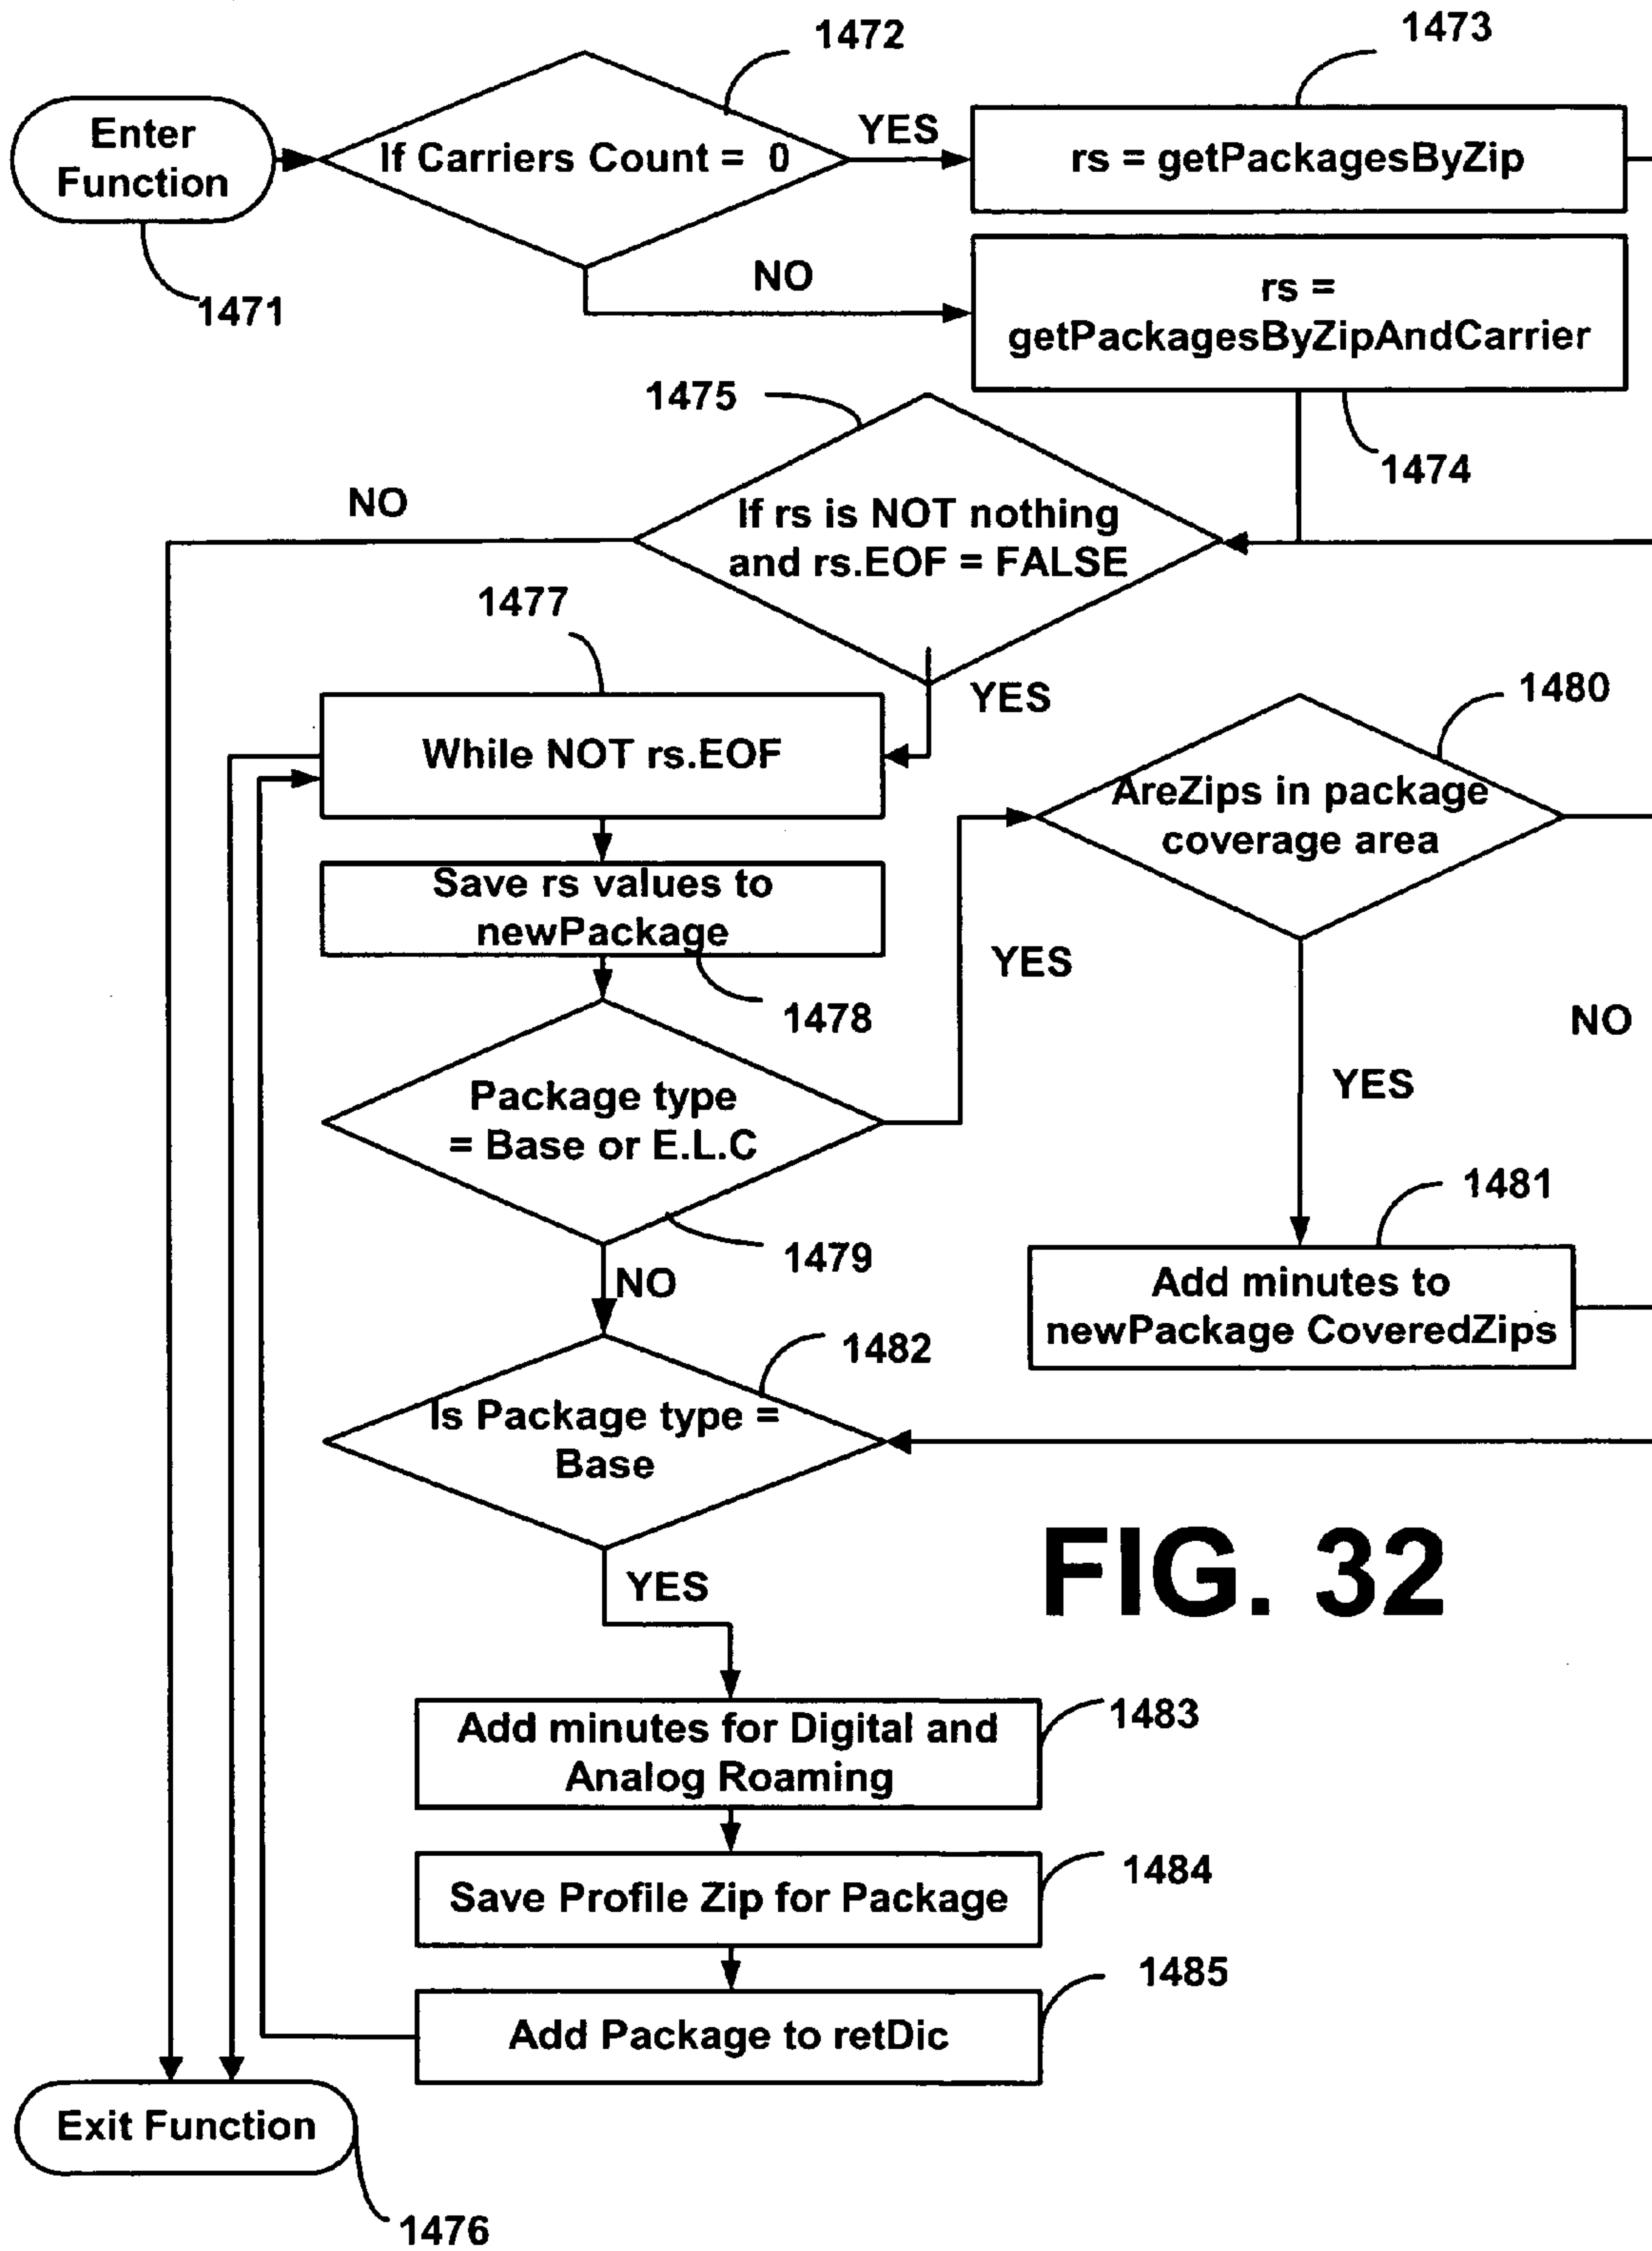 1472
1473
Enter
Function
If Carriers Count = 0
YES
rs = getPackagesByZip
NO
rs =
getPackagesByZipAndCarrier
1471
1475
1474
NO
If rs is NOT nothing
and rs.EOF = FALSE
1477
YES
1480
While NOT rs.EOF
AreZips in package
coverage area
Save rs values to
newPackage
YES
1478
NO
Package type
= Base or E.L.C
YES
1479
1481
NO
Add minutes to
newPackage CoveredZips
1482
Is Package type =
Base
FIG. 32
YES
Add minutes for Digital and
Analog Roaming
1483
Save Profile Zip for Package
1484
Add Package to retDic
1485
Exit Function
1476